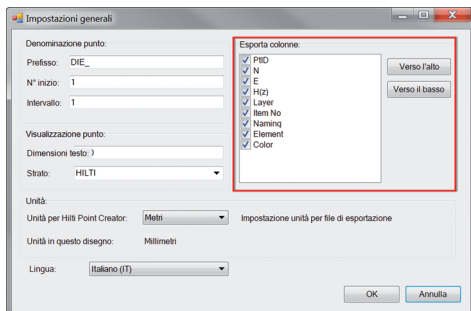 Impostazioni generali
Denominazione punto:
Prefisso: DIE_
N° inizio: 1
Intervallo: 1
Visualizzazione punto:
Dimensioni testo:
Strato: HILTI
Esporta colonne:
PtID
N
E
H(z)
Layer
Item No
Naming
Element
Color
Verso l'alto
Verso il basso
Unità:
Unità per Hilti Point Creator: Metri Impostazione unità per file di esportazione
Unità in questo disegno: Millimetri
Lingua: Italiano (IT)
OK Annulla